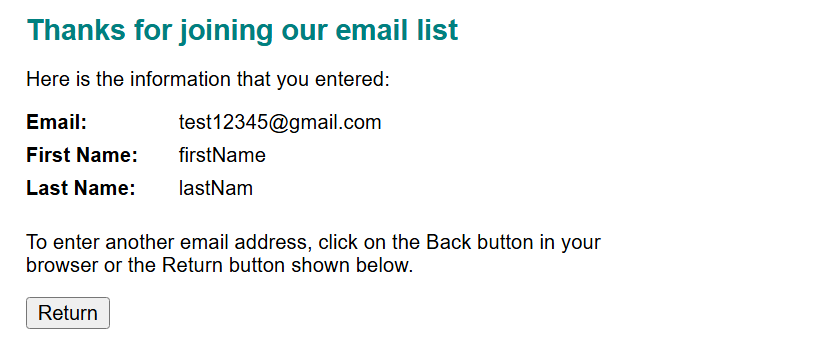 Thanks for joining our email list
Here is the information that you entered:
Email: test12345@gmail.com
First Name: firstName
Last Name: lastNam
To enter another email address, click on the Back button in your
browser or the Return button shown below.
Return